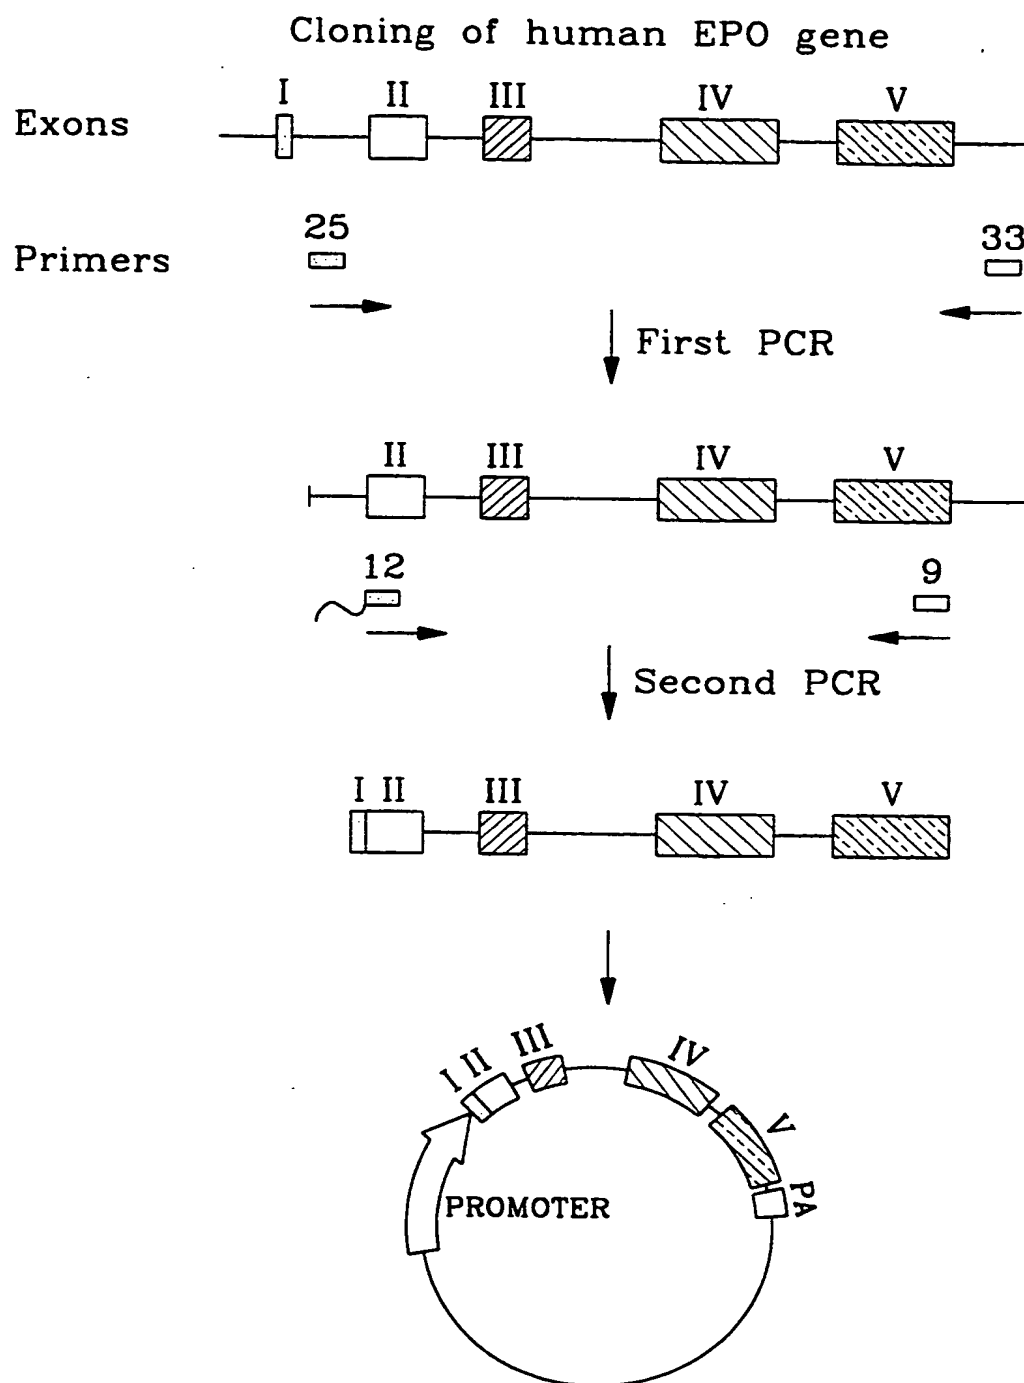 Cloning of human EPO gene
I II III IV V
Exons
25 33
Primers
First PCR
II III IV V
12 9
Second PCR
I II III IV V
I II III IV V
PA
PROMOTER